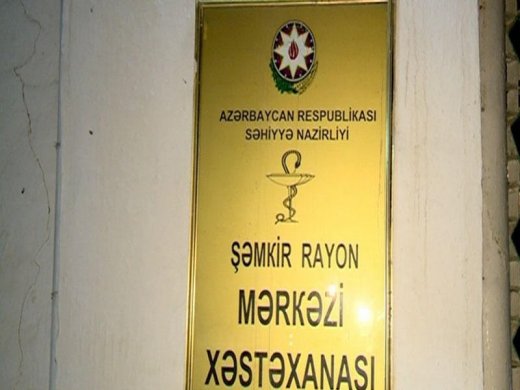 AZƏRBAYCAN RESPUBLİKASI
SƏHİYYƏ NAZİRLİYİ
ŞƏMKİR RAYON
MƏRKƏZİ
XƏSTƏXANASI